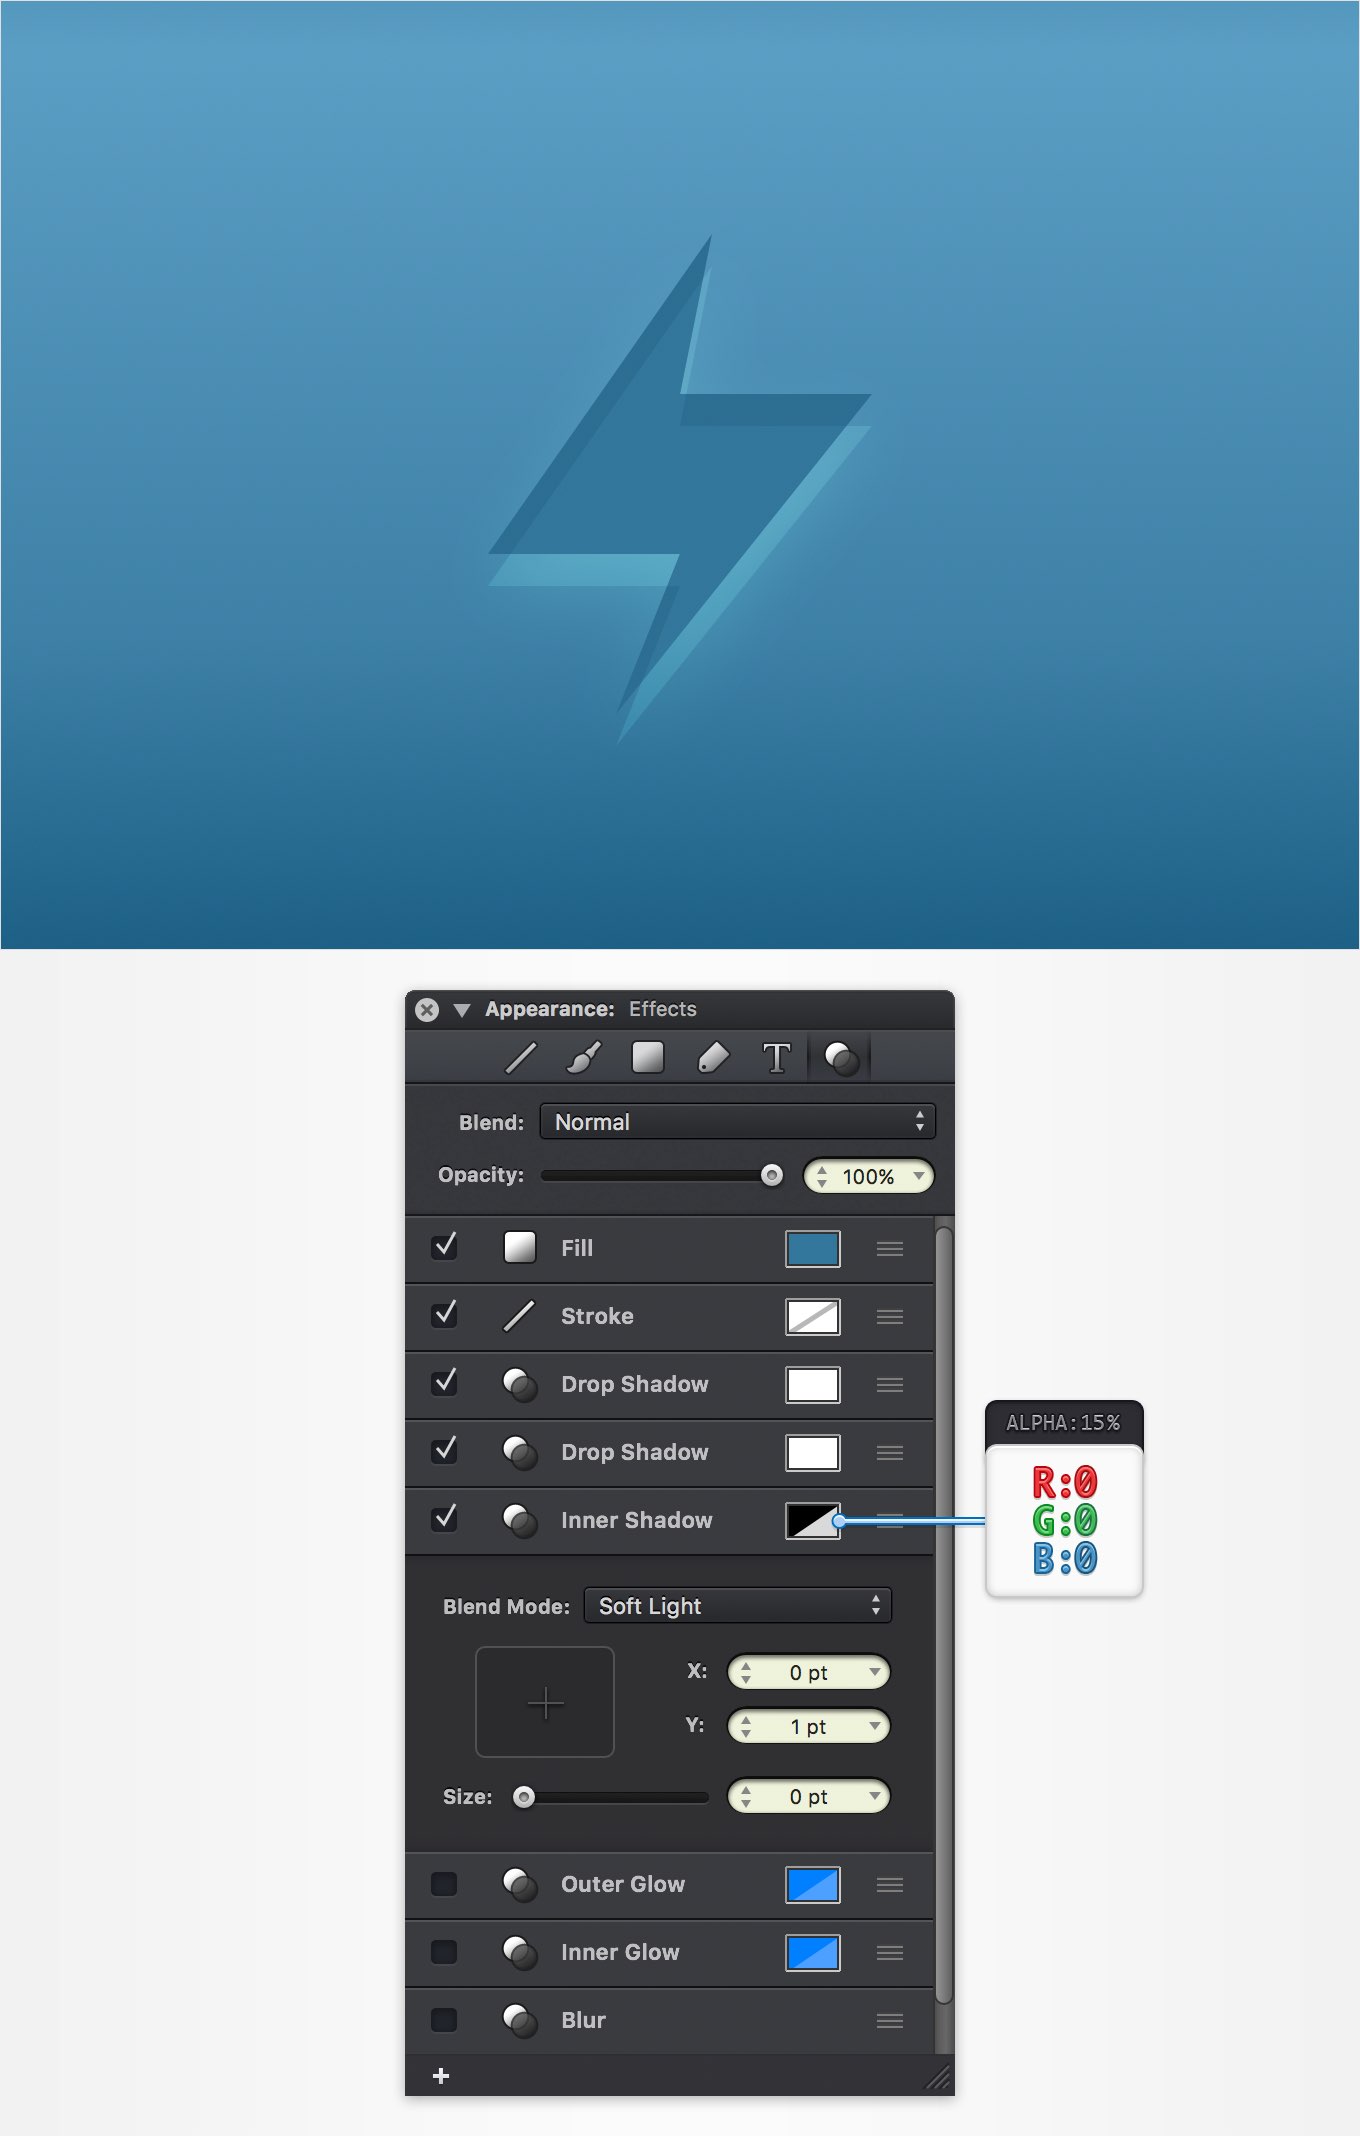 Appearance: Effects
T
Blend: Normal
Opacity: 100%
Fill
Stroke
Drop Shadow
Drop Shadow
Inner Shadow
ALPHA:15%
R:0
G:0
B:0
Blend Mode: Soft Light
X: 0 pt
Y: 1 pt
Size: 0 pt
Outer Glow
Inner Glow
Blur